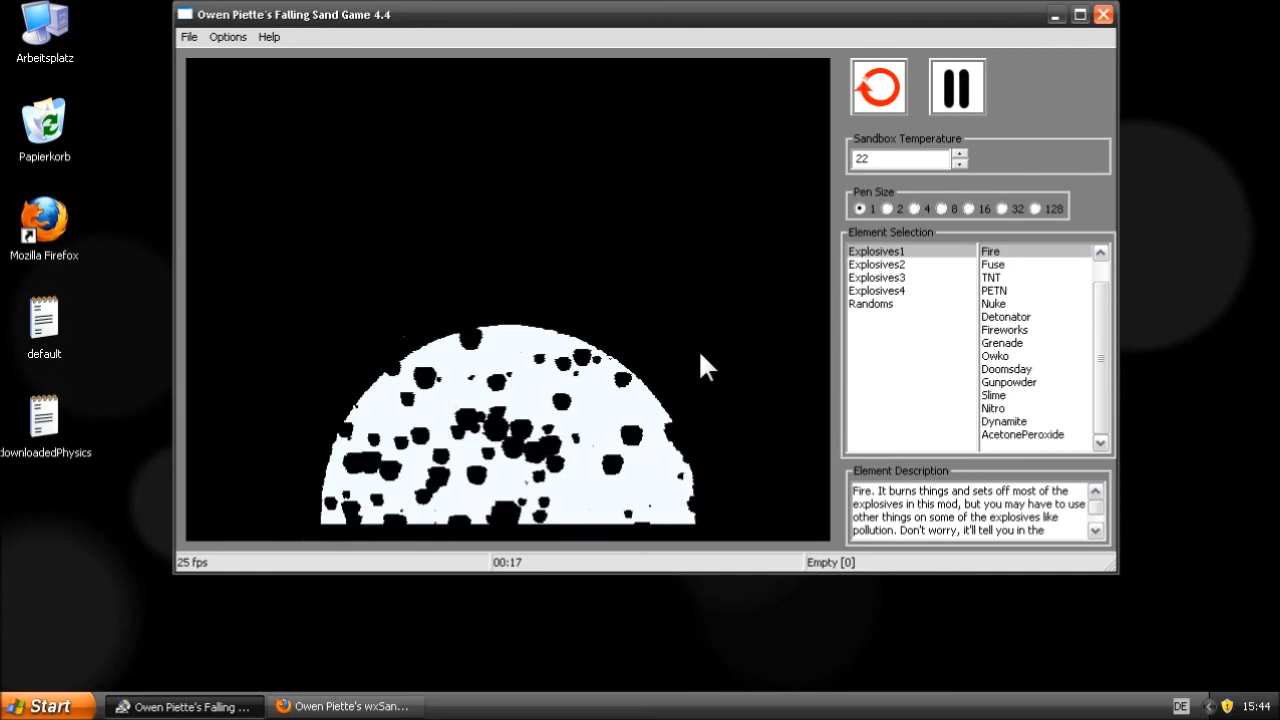 Arbeitsplatz
Papierkorb
Mozilla Firefox
default
downloadedPhysics
Owen Piette's Falling Sand Game 4.4
File Options Help
Sandbox Temperature
22
Pen Size
1 2 4 8 16 32 128
Element Selection
Explosives1
Explosives2
Explosives3
Explosives4
Randoms
Fire
Fuse
TNT
PETN
Nuke
Detonator
Fireworks
Grenade
Owko
Doomsday
Gunpowder
Slime
Nitro
Dynamite
AcetonePeroxide
Element Description
Fire. It burns things and sets off most of the
explosives in this mod, but you may have to use
other things on some of the explosives like
pollution. Don't worry, it'll tell you in the
25 fps
00:17
Empty [0]
Start
Owen Piette's Falling ...
Owen Piette's wxSan...
DE
15:44